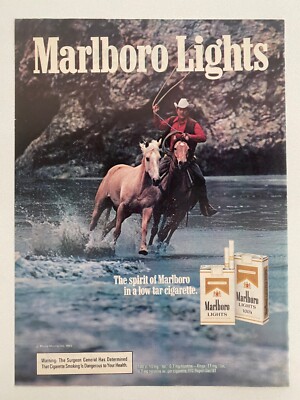 Marlboro Lights
The spirit of Marlboro
in a low tar cigarette.
Marlboro
LIGHTS
Marlboro
LIGHTS
100's
Warning: The Surgeon General Has Determined
That Cigarette Smoking Is Dangerous to Your Health.